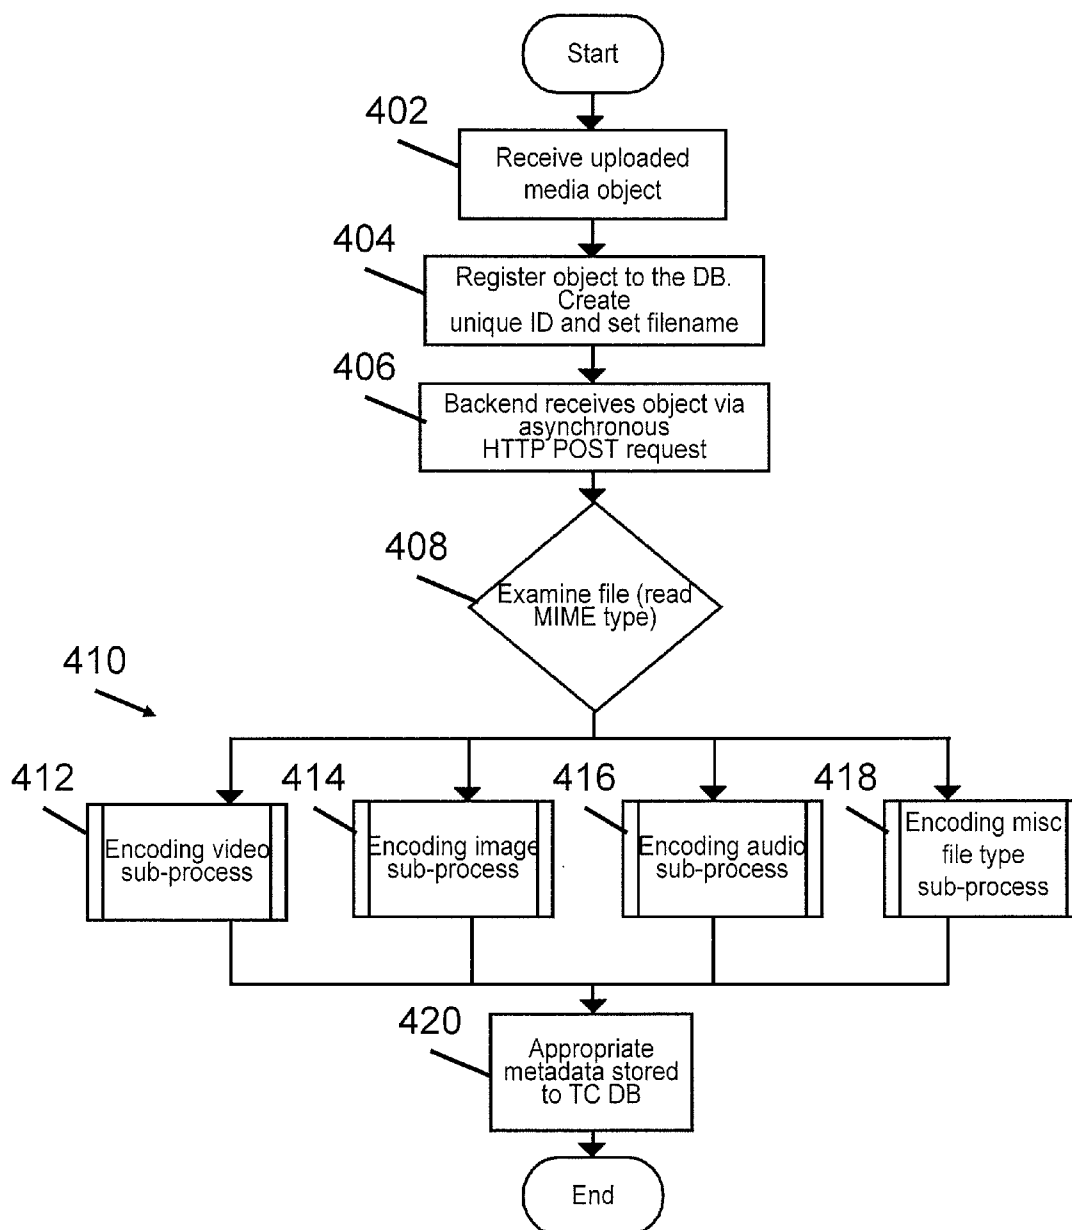 Start
402
Receive uploaded
media object
404
Register object to the DB.
Create
unique ID and set filename
406
Backend receives object via
asynchronous
HTTP POST request
408
Examine file (read
MIME type)
410
412
Encoding video
sub-process
414
Encoding image
sub-process
416
Encoding audio
sub-process
418
Encoding misc
file type
sub-process
420
Appropriate
metadata stored
to TC DB
End